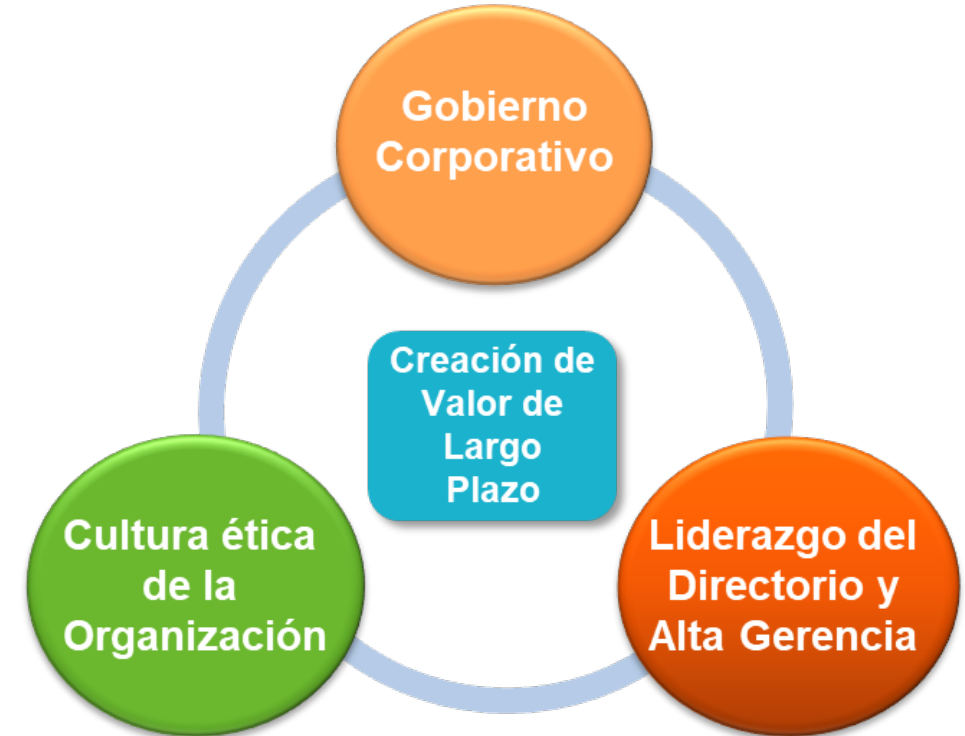 Gobierno
Corporativo
Creación de
Valor de
Largo
Plazo
Cultura ética
de la
Organización
Liderazgo del
Directorio y
Alta Gerencia